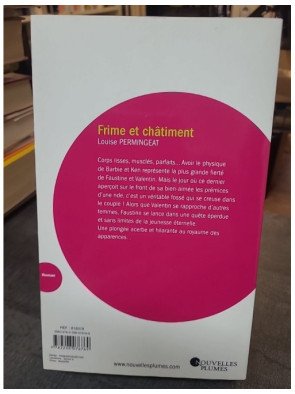 Frime et châtiment
Louise PERMINGEAT
Corps lisses, musclés, parfaits... Avoir le physique
de Barbie et Ken représente la plus grande fierté
de Faustine et Valentin. Mais le jour où ce dernier
aperçoit sur le front de sa bien-aimée les prémices
d'une ride, c'est un véritable fossé qui se creuse dans
le couple ! Alors que Valentin se rapproche d'autres
femmes, Faustine se lance dans une quête éperdue
et sans limites de la jeunesse éternelle.
Une plongée acerbe et hilarante au royaume des
apparences...
Roman
www.nouvellesplumes.com
NOUVELLES
PLUMES